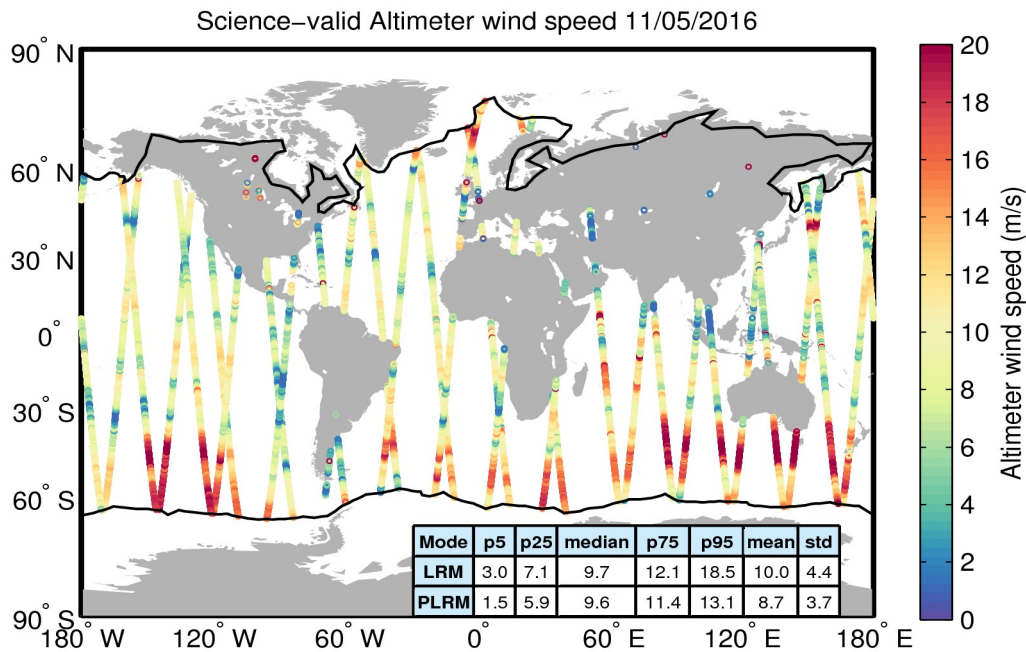 Science−valid Altimeter wind speed 11/05/2016
90° N
60° N
30° N
0°
30° S
60° S
90° S
180° W
120° W
60° W
0°
60° E
120° E
180° E
Mode p5 p25 median p75 p95 mean std
LRM 3.0 7.1 9.7 12.1 18.5 10.0 4.4
PLRM 1.5 5.9 9.6 11.4 13.1 8.7 3.7
20
18
16
14
12
10
8
6
4
2
0
Altimeter wind speed (m/s)